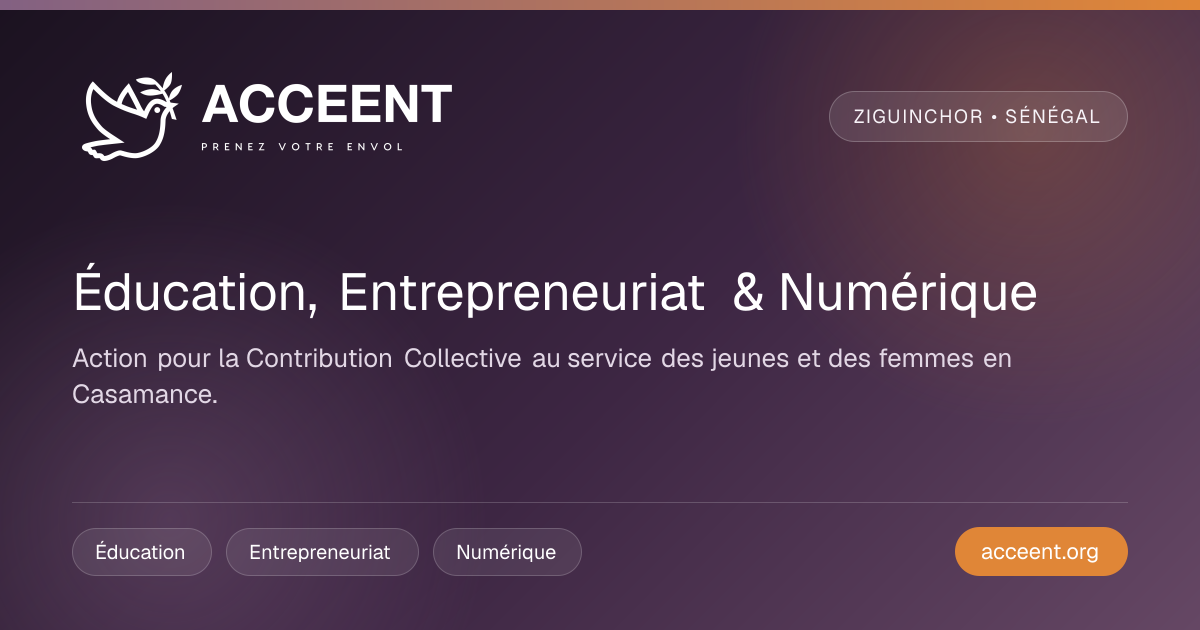 ACCEENT
PRENEZ VOTRE ENVOL
ZIGUINCHOR • SÉNÉGAL
Éducation, Entrepreneuriat & Numérique
Action pour la Contribution Collective au service des jeunes et des femmes en
Casamance.
Éducation
Entrepreneuriat
Numérique
acceent.org